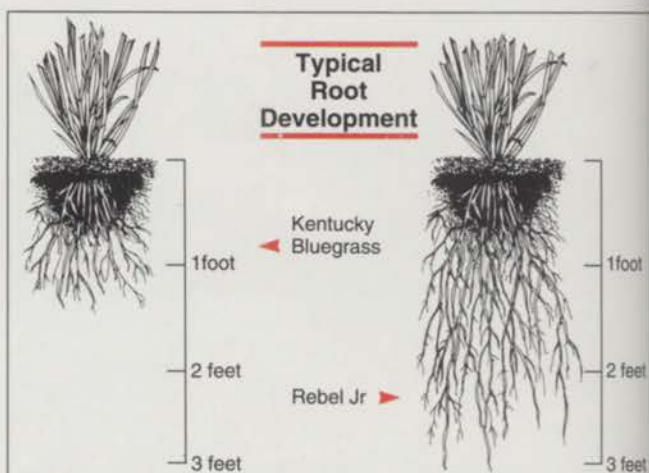 Typical
Root
Development
Kentucky
Bluegrass
1foot
2 feet
3 feet
Rebel Jr
1foot
2 feet
3 feet